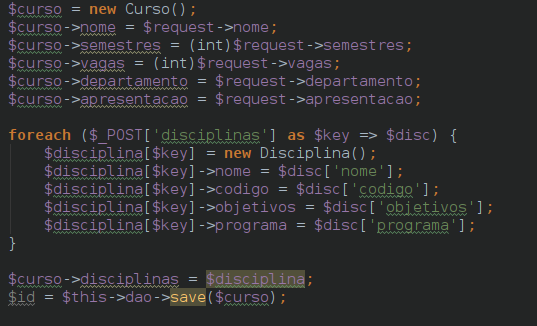 $curso = new Curso();
$curso->nome = $request->nome;
$curso->semestres = (int)$request->semestres;
$curso->vagas = (int)$request->vagas;
$curso->departamento = $request->departamento;
$curso->apresentacao = $request->apresentacao;
foreach ($_POST['disciplinas'] as $key => $disc) {
$disciplina[$key] = new Disciplina();
$disciplina[$key]->nome = $disc['nome'];
$disciplina[$key]->codigo = $disc['codigo'];
$disciplina[$key]->objetivos = $disc['objetivos'];
$disciplina[$key]->programa = $disc['programa'];
}
$curso->disciplinas = $disciplina;
$id = $this->dao->save($curso);